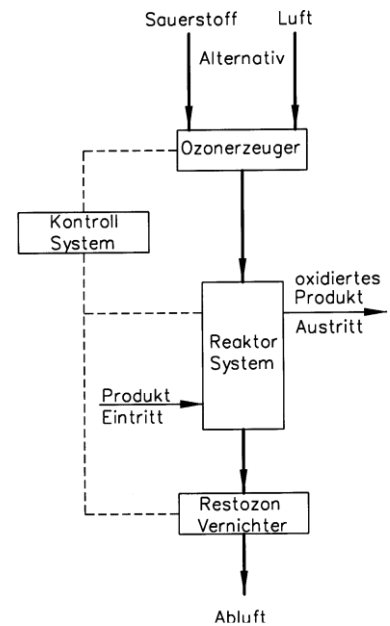 Sauerstoff Luft
Alternativ
Ozonerzeuger
Kontroll
System
oxidiertes
Produkt
Austritt
Reaktor
System
Produkt
Eintritt
Restozon
Vernichter
Abluft